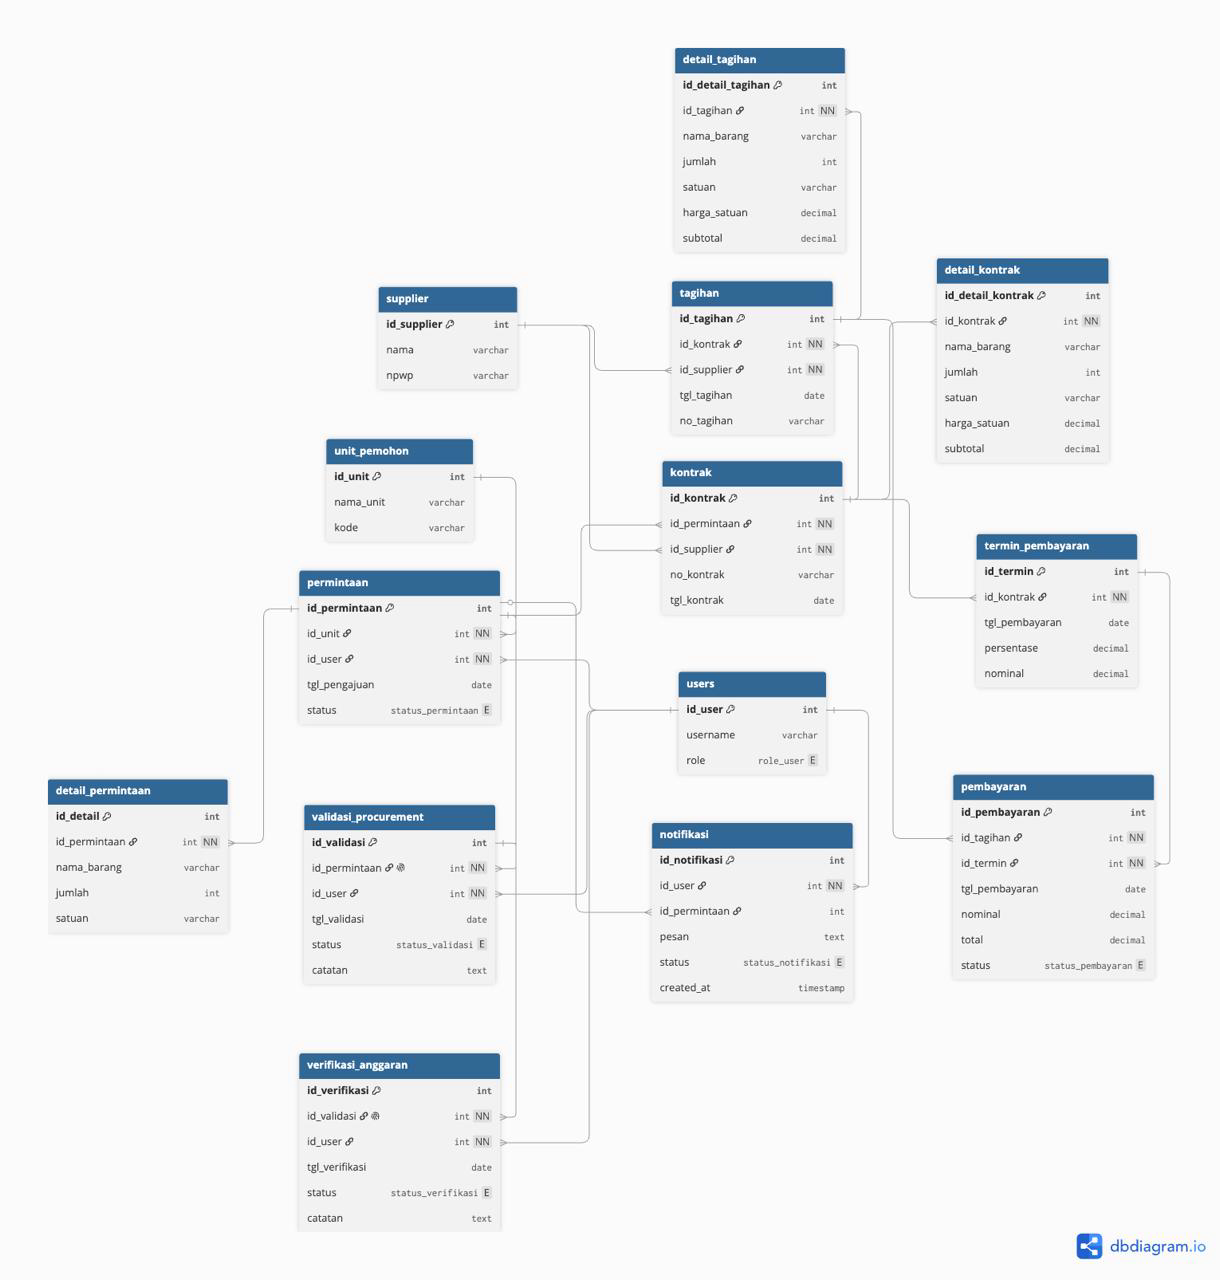 detail_tagihan
id_detail_tagihan int
id_tagihan int NN
nama_barang varchar
jumlah int
satuan varchar
harga_satuan decimal
subtotal decimal
detail_kontrak
id_detail_kontrak int
id_kontrak int NN
nama_barang varchar
jumlah int
satuan varchar
harga_satuan decimal
subtotal decimal
tagihan
id_tagihan int
id_kontrak int NN
id_supplier int NN
tgl_tagihan date
no_tagihan varchar
supplier
id_supplier int
nama varchar
npwp varchar
unit_pemohon
id_unit int
nama_unit varchar
kode varchar
kontrak
id_kontrak int
id_permintaan int NN
id_supplier int NN
no_kontrak varchar
tgl_kontrak date
termin_pembayaran
id_termin int
id_kontrak int NN
tgl_pembayaran date
persentase decimal
nominal decimal
permintaan
id_permintaan int
id_unit int NN
id_user int NN
tgl_pengajuan date
status status_permintaan E
users
id_user int
username varchar
role role_user E
detail_permintaan
id_detail int
id_permintaan int NN
nama_barang varchar
jumlah int
satuan varchar
validasi_procurement
id_validasi int
id_permintaan int NN
id_user int NN
tgl_validasi date
status status_validasi E
catatan text
notifikasi
id_notifikasi int
id_user int NN
id_permintaan int
pesan text
status status_notifikasi E
created_at timestamp
pembayaran
id_pembayaran int
id_tagihan int NN
id_termin int NN
tgl_pembayaran date
nominal decimal
total decimal
status status_pembayaran E
verifikasi_anggaran
id_verifikasi int
id_validasi int NN
id_user int NN
tgl_verifikasi date
status status_verifikasi E
catatan text
dbdiagram.io